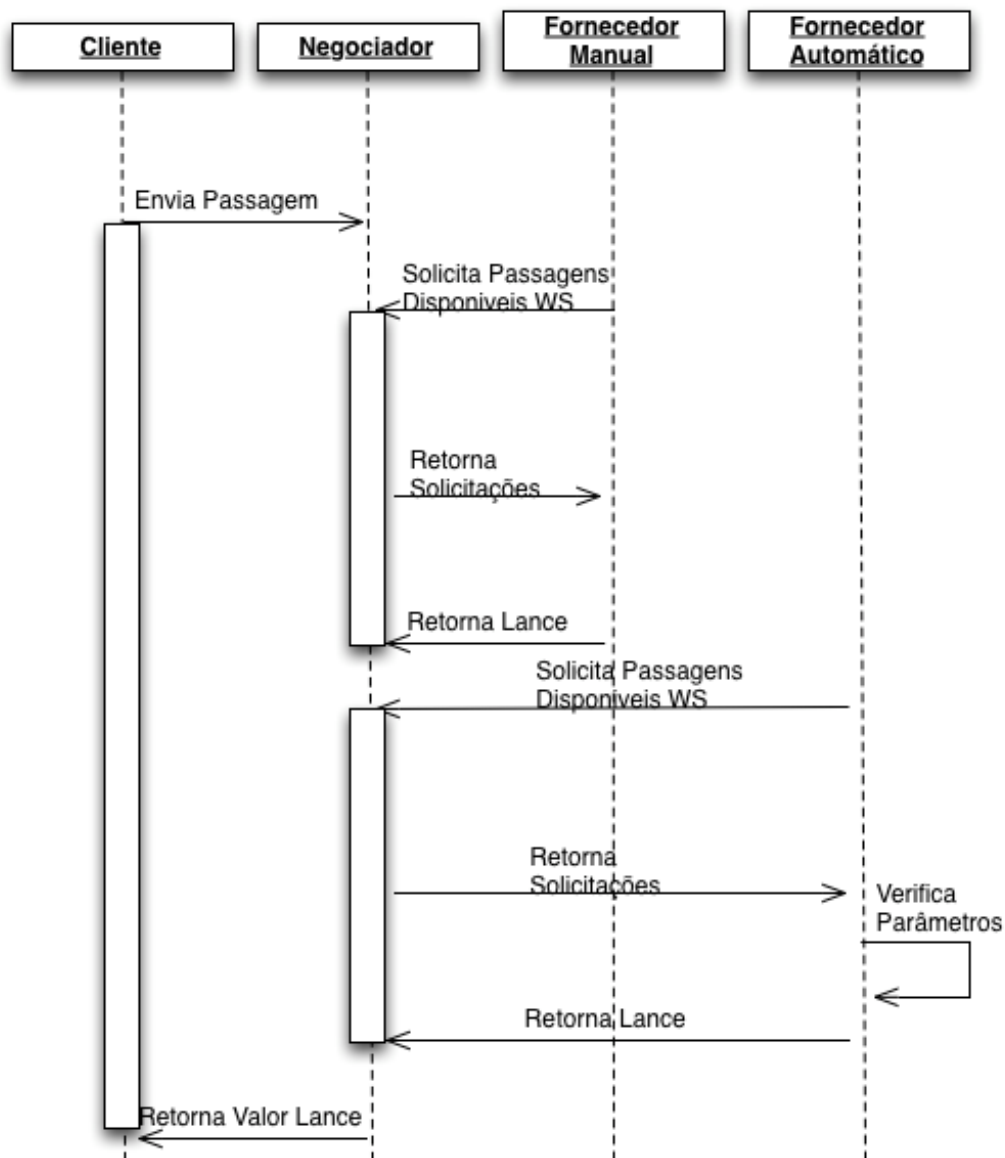 Cliente
Negociador
Fornecedor
Manual
Fornecedor
Automático
Envia Passagem
Solicita Passagens
Disponiveis WS
Retorna
Solicitações
Retorna Lance
Solicita Passagens
Disponiveis WS
Retorna
Solicitações
Verifica
Parâmetros
Retorna Lance
Retorna Valor Lance